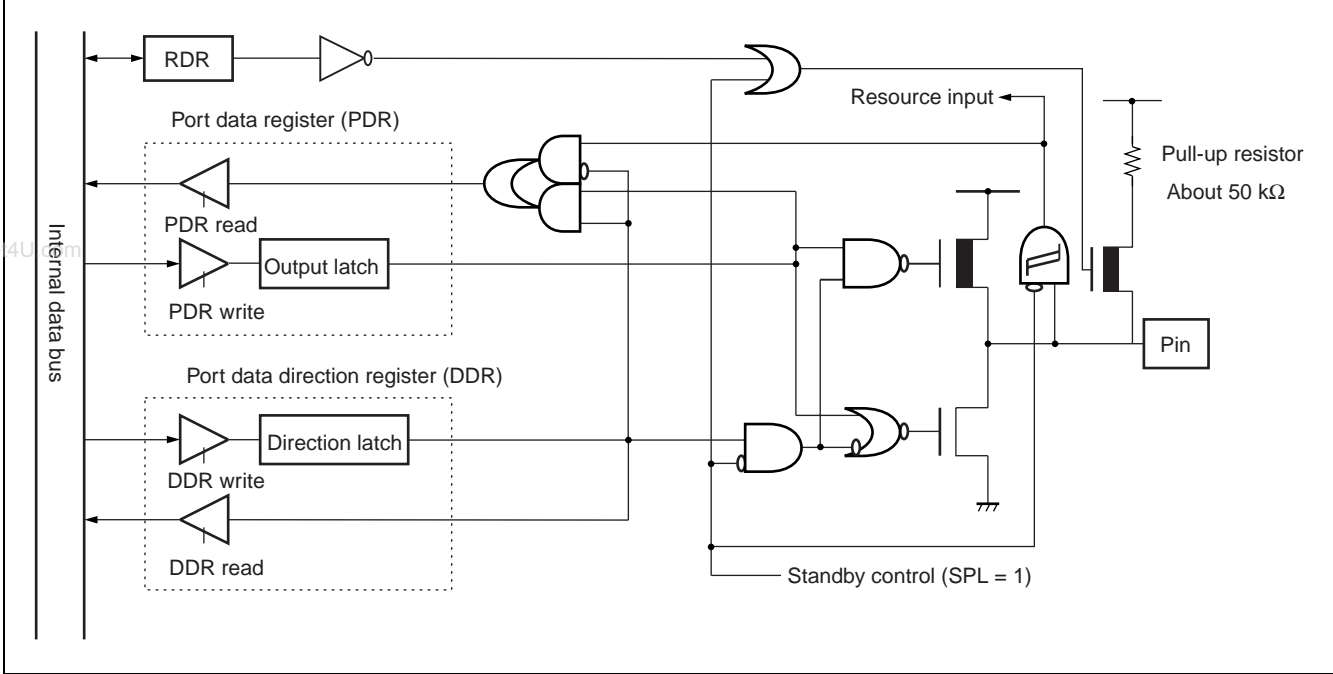 RDR
Resource input
Port data register (PDR)
Pull-up resistor
About 50 kΩ
PDR read
Output latch
PDR write
Internal data bus
Pin
Port data direction register (DDR)
Direction latch
DDR write
DDR read
Standby control (SPL = 1)